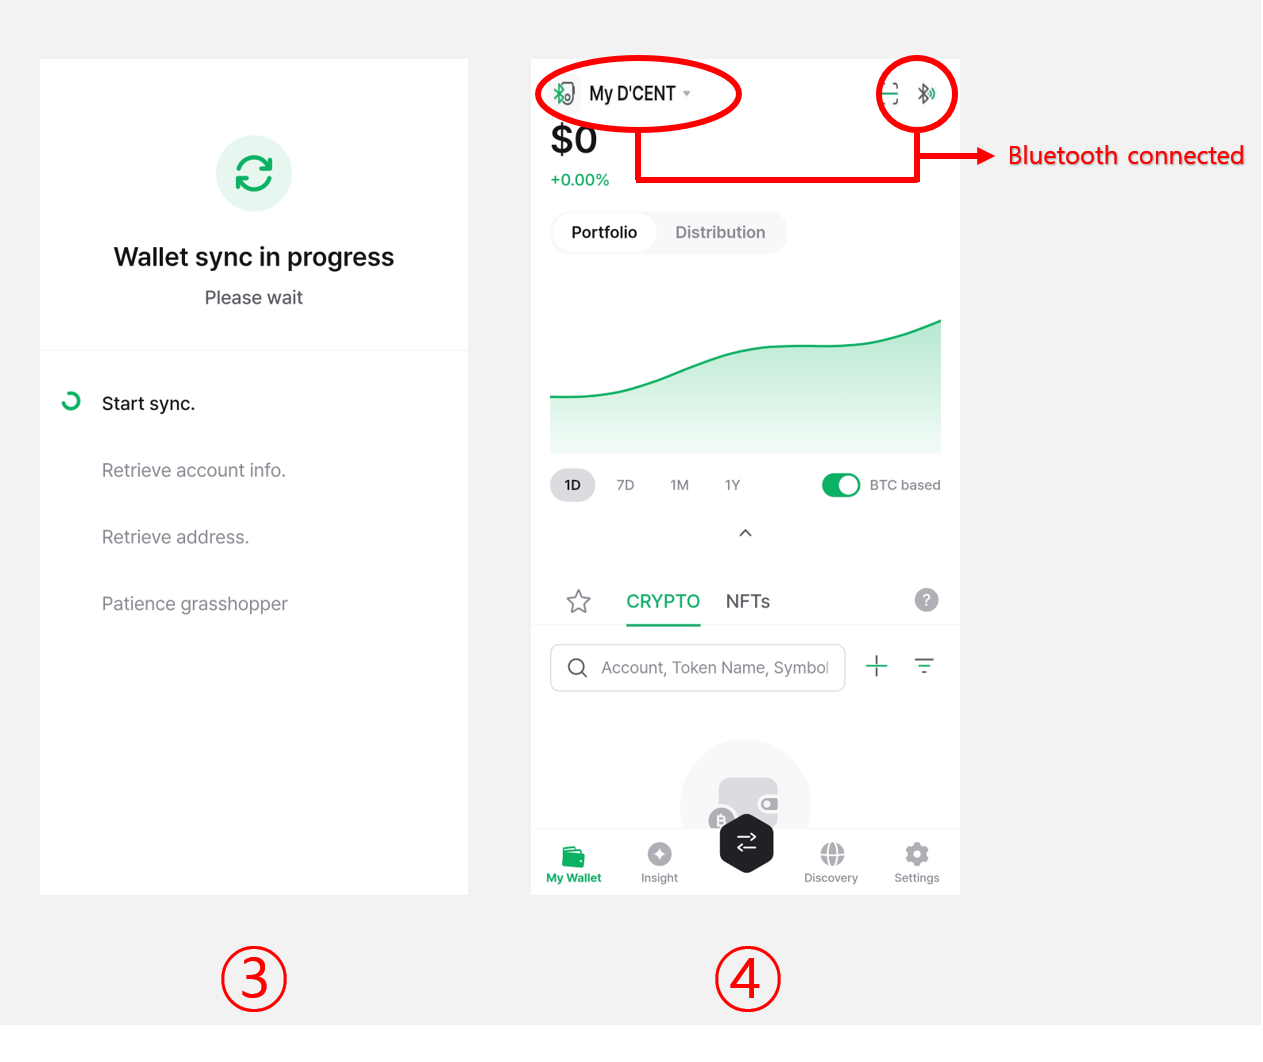 Wallet sync in progress
Please wait
Start sync.
Retrieve account info.
Retrieve address.
Patience grasshopper
③
My D'CENT
$0
+0.00%
Bluetooth connected
Portfolio Distribution
1D 7D 1M 1Y BTC based
CRYPTO NFTs ?
Account, Token Name, Symbol
My Wallet Insight Discovery Settings
④